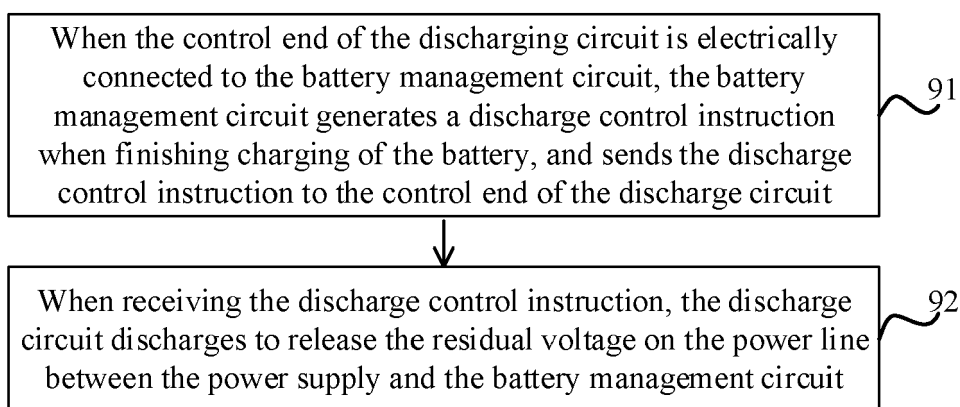 When the control end of the discharging circuit is electrically
connected to the battery management circuit, the battery
management circuit generates a discharge control instruction
when finishing charging of the battery, and sends the discharge
control instruction to the control end of the discharge circuit
91
When receiving the discharge control instruction, the discharge
circuit discharges to release the residual voltage on the power line
between the power supply and the battery management circuit
92